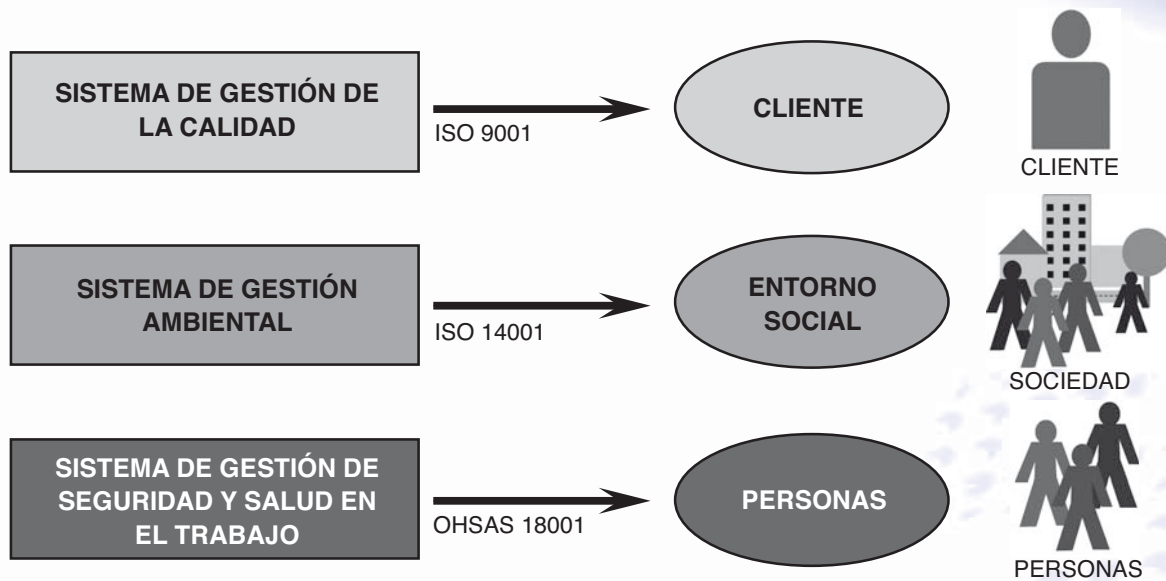 SISTEMA DE GESTIÓN DE
LA CALIDAD
ISO 9001
CLIENTE
CLIENTE
SISTEMA DE GESTIÓN
AMBIENTAL
ISO 14001
ENTORNO
SOCIAL
SOCIEDAD
SISTEMA DE GESTIÓN DE
SEGURIDAD Y SALUD EN
EL TRABAJO
OHSAS 18001
PERSONAS
PERSONAS